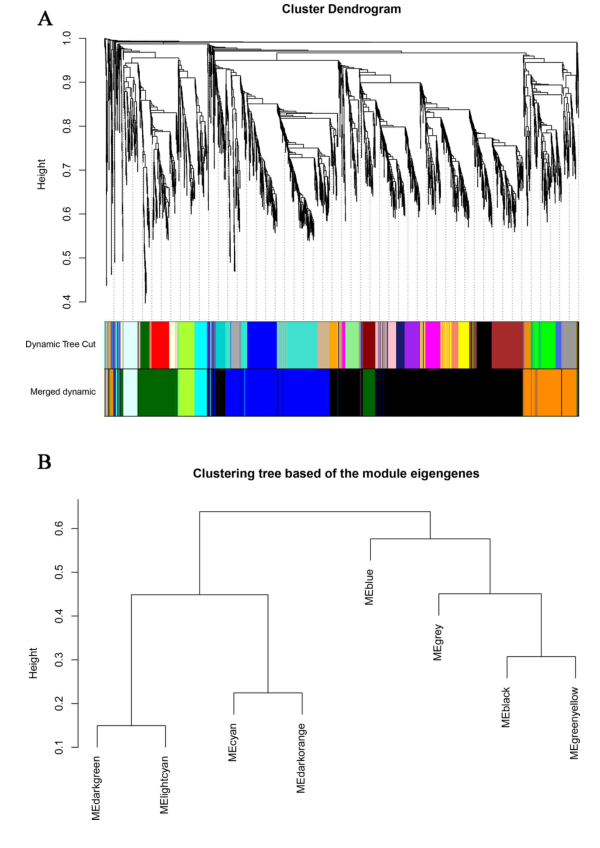 A
Cluster Dendrogram
Height
1.0
0.9
0.8
0.7
0.6
0.5
0.4
Dynamic Tree Cut
Merged dynamic
B
Clustering tree based of the module eigengenes
Height
0.6
0.5
0.4
0.3
0.2
0.1
MEdarkgreen
MElightcyan
MEcyan
MEdarkorange
MEblue
MEgrey
MEblack
MEgreenyellow